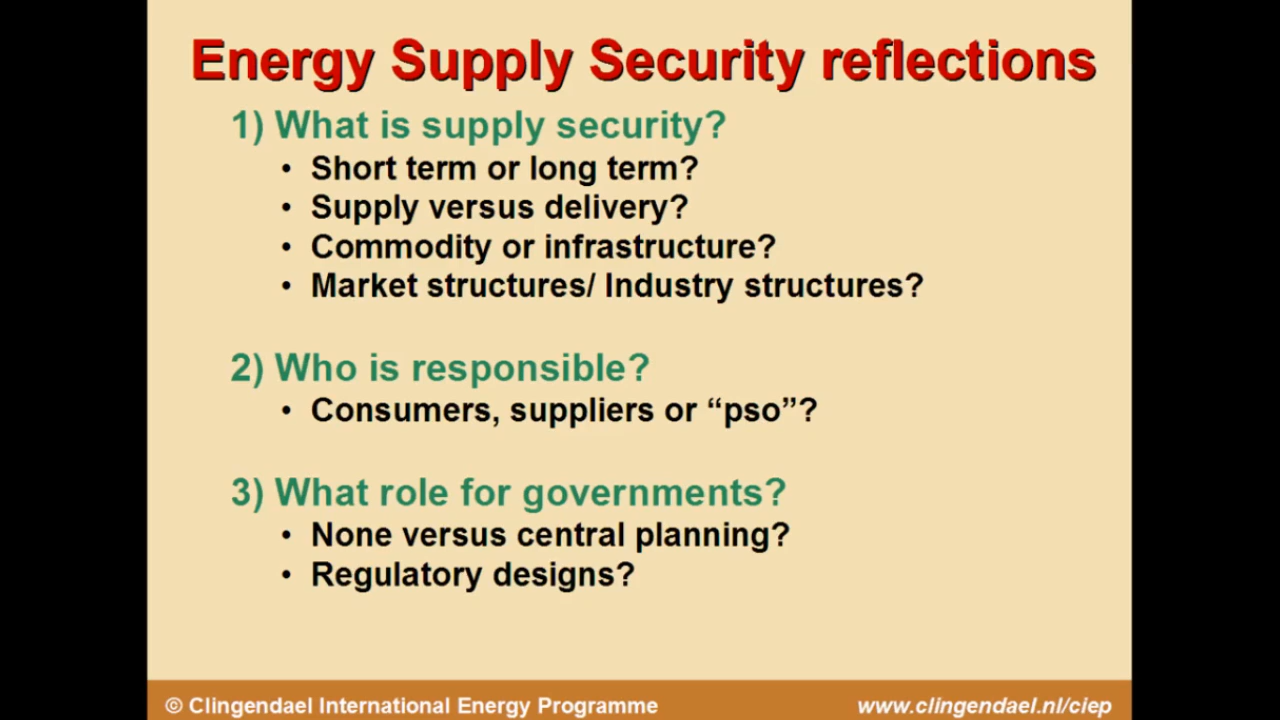 Energy Supply Security reflections
1) What is supply security?
• Short term or long term?
• Supply versus delivery?
• Commodity or infrastructure?
• Market structures/ Industry structures?
2) Who is responsible?
• Consumers, suppliers or “pso”?
3) What role for governments?
• None versus central planning?
• Regulatory designs?
© Clingendael International Energy Programme
www.clingendael.nl/ciep